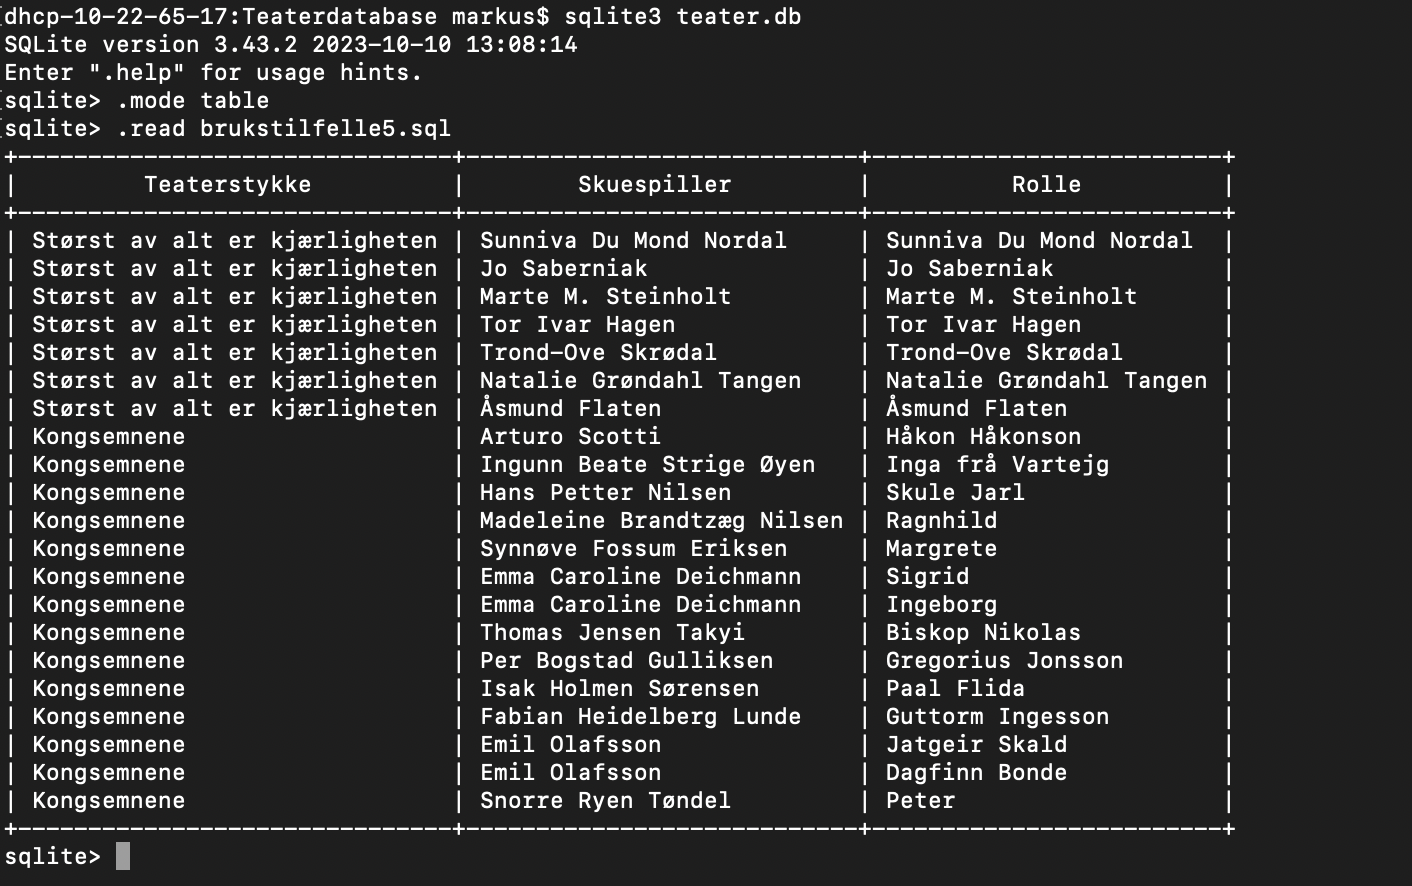 dhcp-10-22-65-17:Teaterdatabase markus$ sqlite3 teater.db
SQLite version 3.43.2 2023-10-10 13:08:14
Enter ".help" for usage hints.
sqlite> .mode table
sqlite> .read brukstilfelle5.sql
+-------------------------------+----------------------------+-------------------------+
| Teaterstykke | Skuespiller | Rolle |
+-------------------------------+----------------------------+-------------------------+
| Størst av alt er kjærligheten | Sunniva Du Mond Nordal | Sunniva Du Mond Nordal |
| Størst av alt er kjærligheten | Jo Saberniak | Jo Saberniak |
| Størst av alt er kjærligheten | Marte M. Steinholt | Marte M. Steinholt |
| Størst av alt er kjærligheten | Tor Ivar Hagen | Tor Ivar Hagen |
| Størst av alt er kjærligheten | Trond-Ove Skrødal | Trond-Ove Skrødal |
| Størst av alt er kjærligheten | Natalie Grøndahl Tangen | Natalie Grøndahl Tangen |
| Størst av alt er kjærligheten | Åsmund Flaten | Åsmund Flaten |
| Kongsemnene | Arturo Scotti | Håkon Håkonson |
| Kongsemnene | Ingunn Beate Strige Øyen | Inga frå Vartejg |
| Kongsemnene | Hans Petter Nilsen | Skule Jarl |
| Kongsemnene | Madeleine Brandtzæg Nilsen | Ragnhild |
| Kongsemnene | Synnøve Fossum Eriksen | Margrete |
| Kongsemnene | Emma Caroline Deichmann | Sigrid |
| Kongsemnene | Emma Caroline Deichmann | Ingeborg |
| Kongsemnene | Thomas Jensen Takyi | Biskop Nikolas |
| Kongsemnene | Per Bogstad Gulliksen | Gregorius Jonsson |
| Kongsemnene | Isak Holmen Sørensen | Paal Flida |
| Kongsemnene | Fabian Heidelberg Lunde | Guttorm Ingesson |
| Kongsemnene | Emil Olafsson | Jatgeir Skald |
| Kongsemnene | Emil Olafsson | Dagfinn Bonde |
| Kongsemnene | Snorre Ryen Tøndel | Peter |
+-------------------------------+----------------------------+-------------------------+
sqlite>